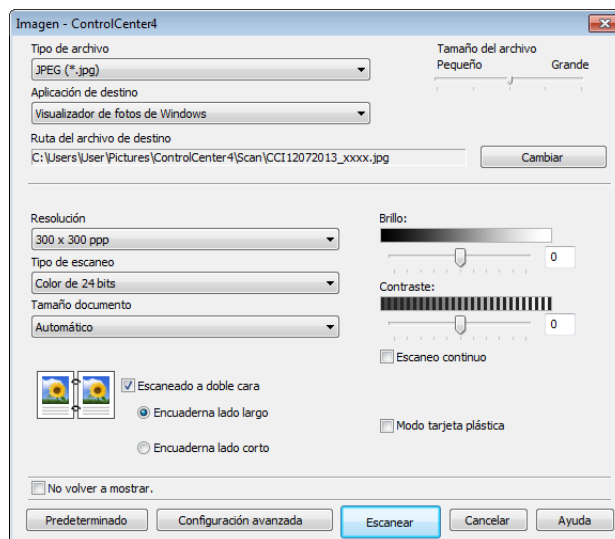 Imagen - ControlCenter4
Tipo de archivo
JPEG (*.jpg)
Tamaño del archivo
Pequeño Grande
Aplicación de destino
Visualizador de fotos de Windows
Ruta del archivo de destino
C:\Users\User\Pictures\ControlCenter4\Scan\CCI12072013_xxxx.jpg
Cambiar
Resolución
300 x 300 ppp
Tipo de escaneo
Color de 24 bits
Tamaño documento
Automático
Brillo:
0
Contraste:
0
Escaneo continuo
Escaneado a doble cara
Encuaderna lado largo
Encuaderna lado corto
Modo tarjeta plástica
No volver a mostrar.
Predeterminado Configuración avanzada Escanear Cancelar Ayuda